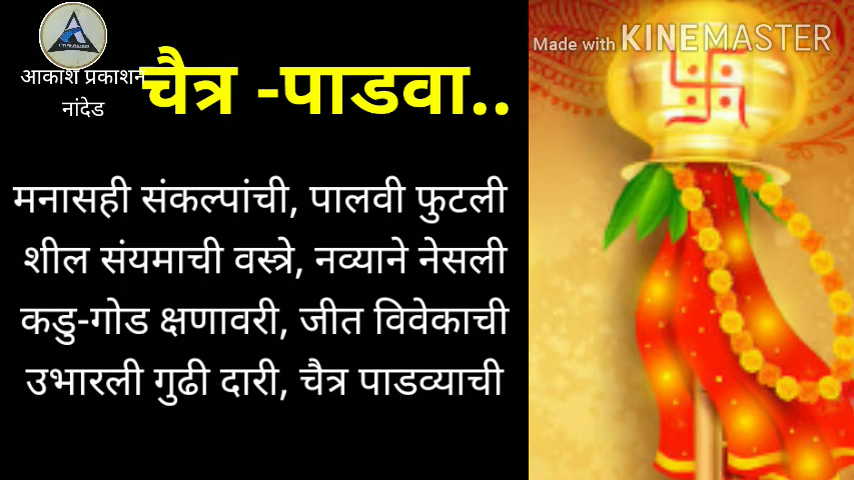 आकाश प्रकाशन
नांदेड
चैत्र -पाडवा..
Made with KINEMASTER
मनासही संकल्पांची, पालवी फुटली
शील संयमाची वस्त्रे, नव्याने नेसली
कडु-गोड क्षणावरी, जीत विवेकाची
उभारली गुढी दारी, चैत्र पाडव्याची